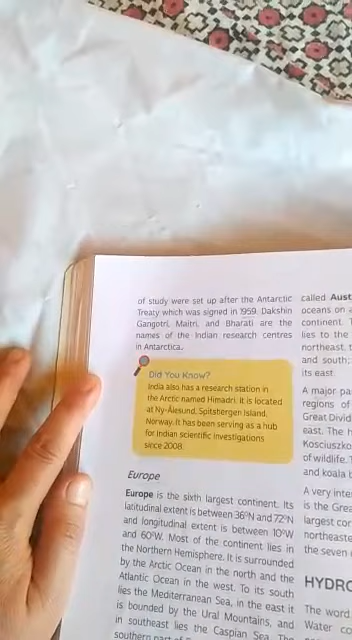 of study were set up after the Antarctic
Treaty which was signed in 1959. Dakshin
Gangotri, Maitri, and Bharati are the
names of the Indian research centres
in Antarctica.
Did You Know?
India also has a research station in
the Arctic named Himadri. It is located
at Ny-Ålesund, Spitsbergen Island,
Norway. It has been serving as a hub
for Indian scientific investigations
since 2008.
Europe
Europe is the sixth largest continent. Its
latitudinal extent is between 36°N and 72°N
and longitudinal extent is between 10°W
and 60°W. Most of the continent lies in
the Northern Hemisphere. It is surrounded
by the Arctic Ocean in the north and the
Atlantic Ocean in the west. To its south
lies the Mediterranean Sea, in the east it
is bounded by the Ural Mountains, and
in southeast lies the Caspian Sea. The
southern part of
called Aust
oceans on a
continent. T
lies to the
northeast, t
and south;
its east.
A major pa
regions of
Great Divid
east. The h
Kosciuszko
of wildlife. T
and koala b
A very inte
is the Grea
largest cor
northeaste
the seven
HYDRO
The word
Water co